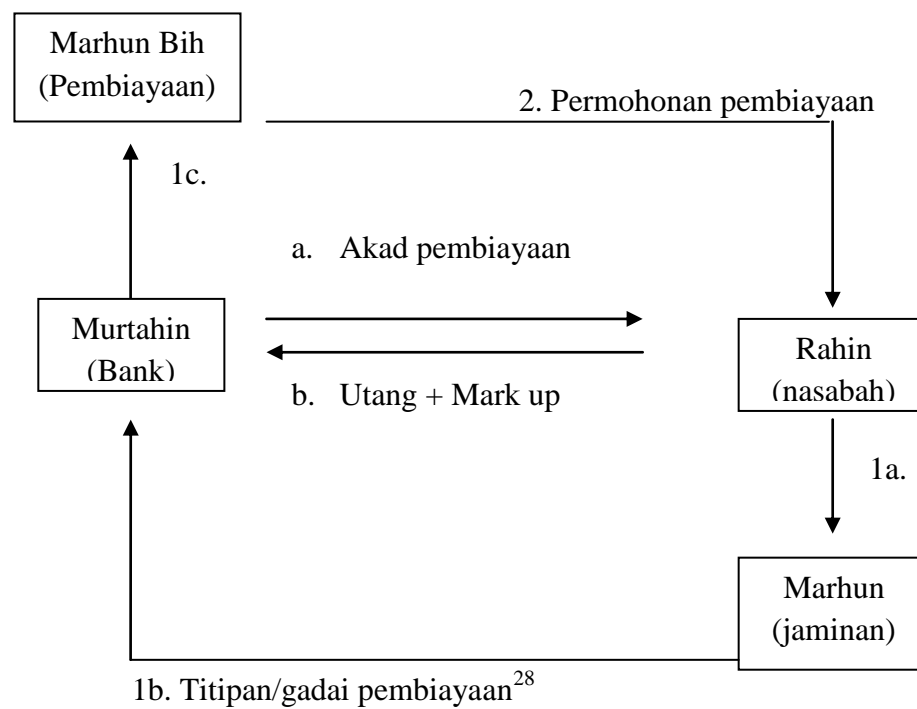 Marhun Bih
(Pembiayaan)
2. Permohonan pembiayaan
1c.
a. Akad pembiayaan
Murtahin
(Bank)
Rahin
(nasabah)
b. Utang + Mark up
1a.
Marhun
(jaminan)
1b. Titipan/gadai pembiayaan28